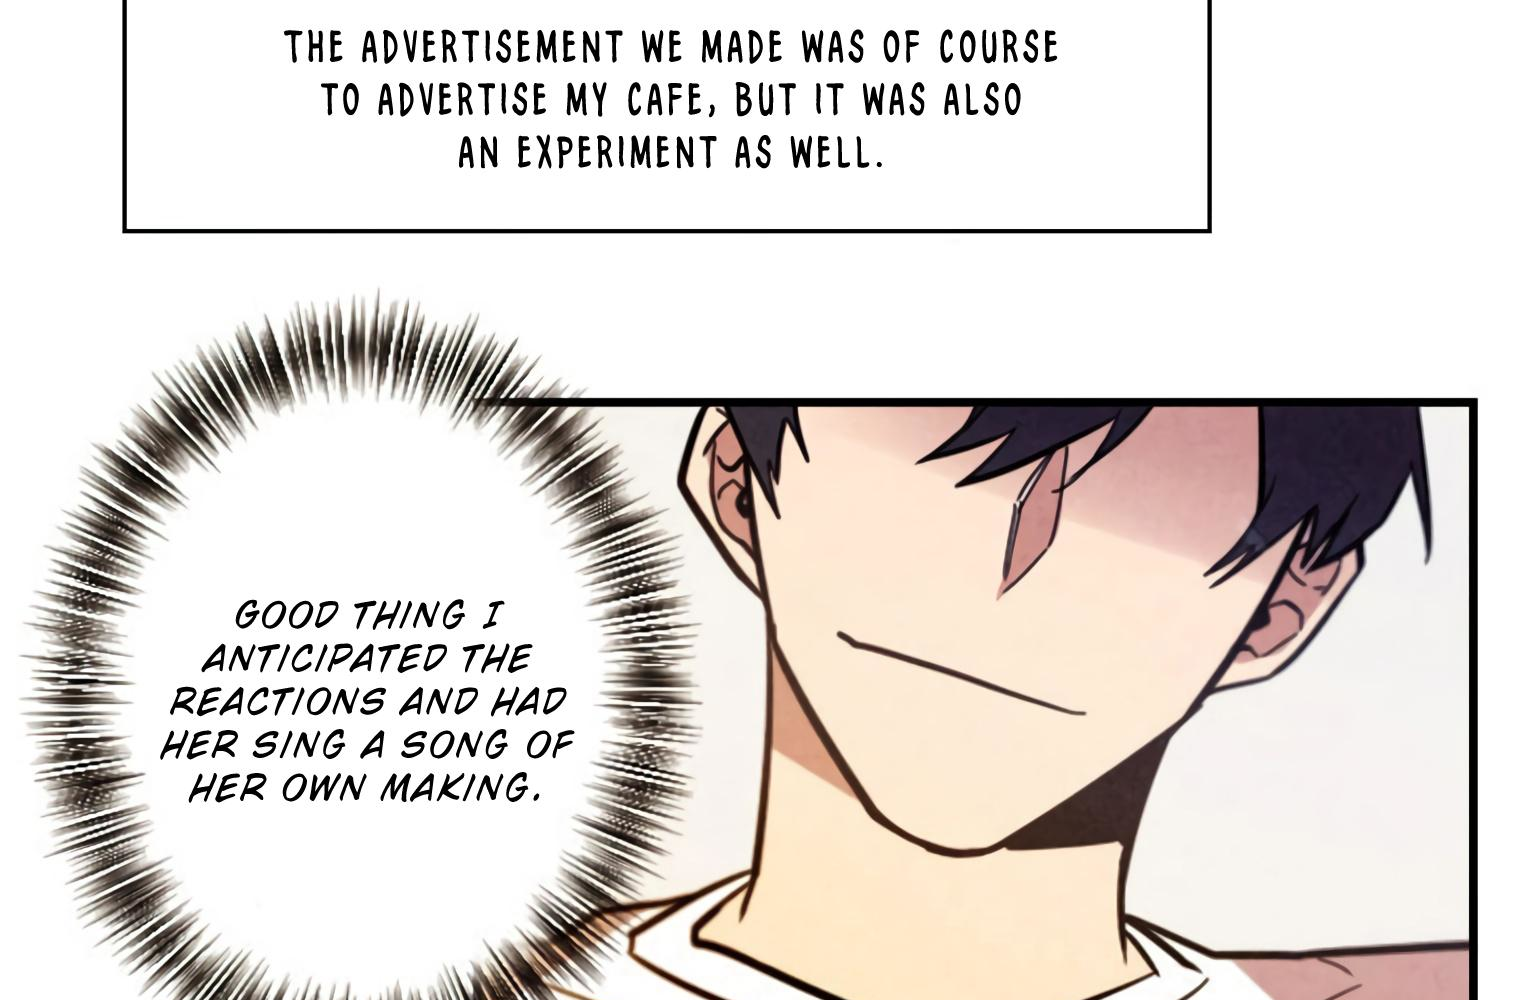 THE ADVERTISEMENT WE MADE WAS OF COURSE
TO ADVERTISE MY CAFE, BUT IT WAS ALSO
AN EXPERIMENT AS WELL.
GOOD THING I
ANTICIPATED THE
REACTIONS AND HAD
HER SING A SONG OF
HER OWN MAKING.